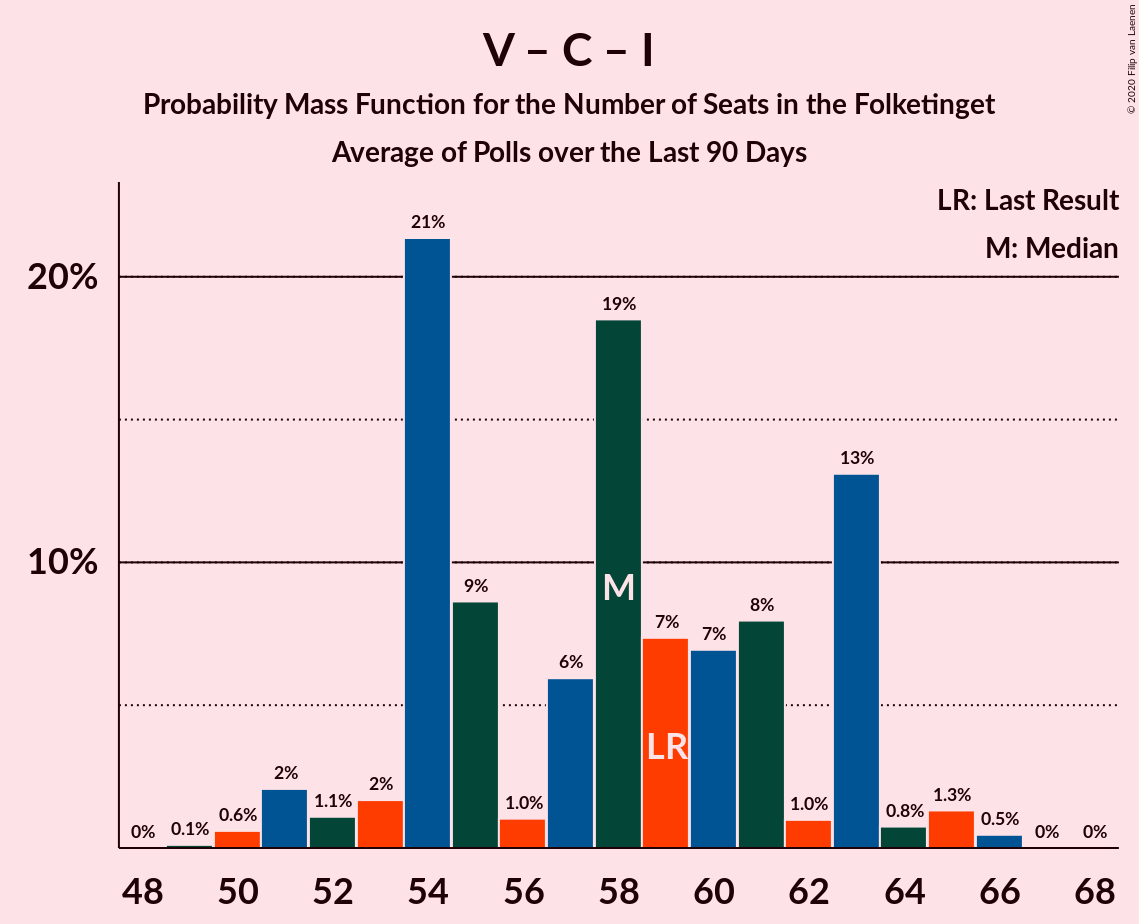 V – C – I
Probability Mass Function for the Number of Seats in the Folketinget
Average of Polls over the Last 90 Days
© 2020 Filip van Laenen
LR: Last Result
M: Median
20%
10%
0%
0.1%
0.6%
2%
1.1%
2%
21%
9%
1.0%
6%
19%
7%
7%
8%
1.0%
13%
0.8%
1.3%
0.5%
0%
0%
M
LR
48 50 52 54 56 58 60 62 64 66 68